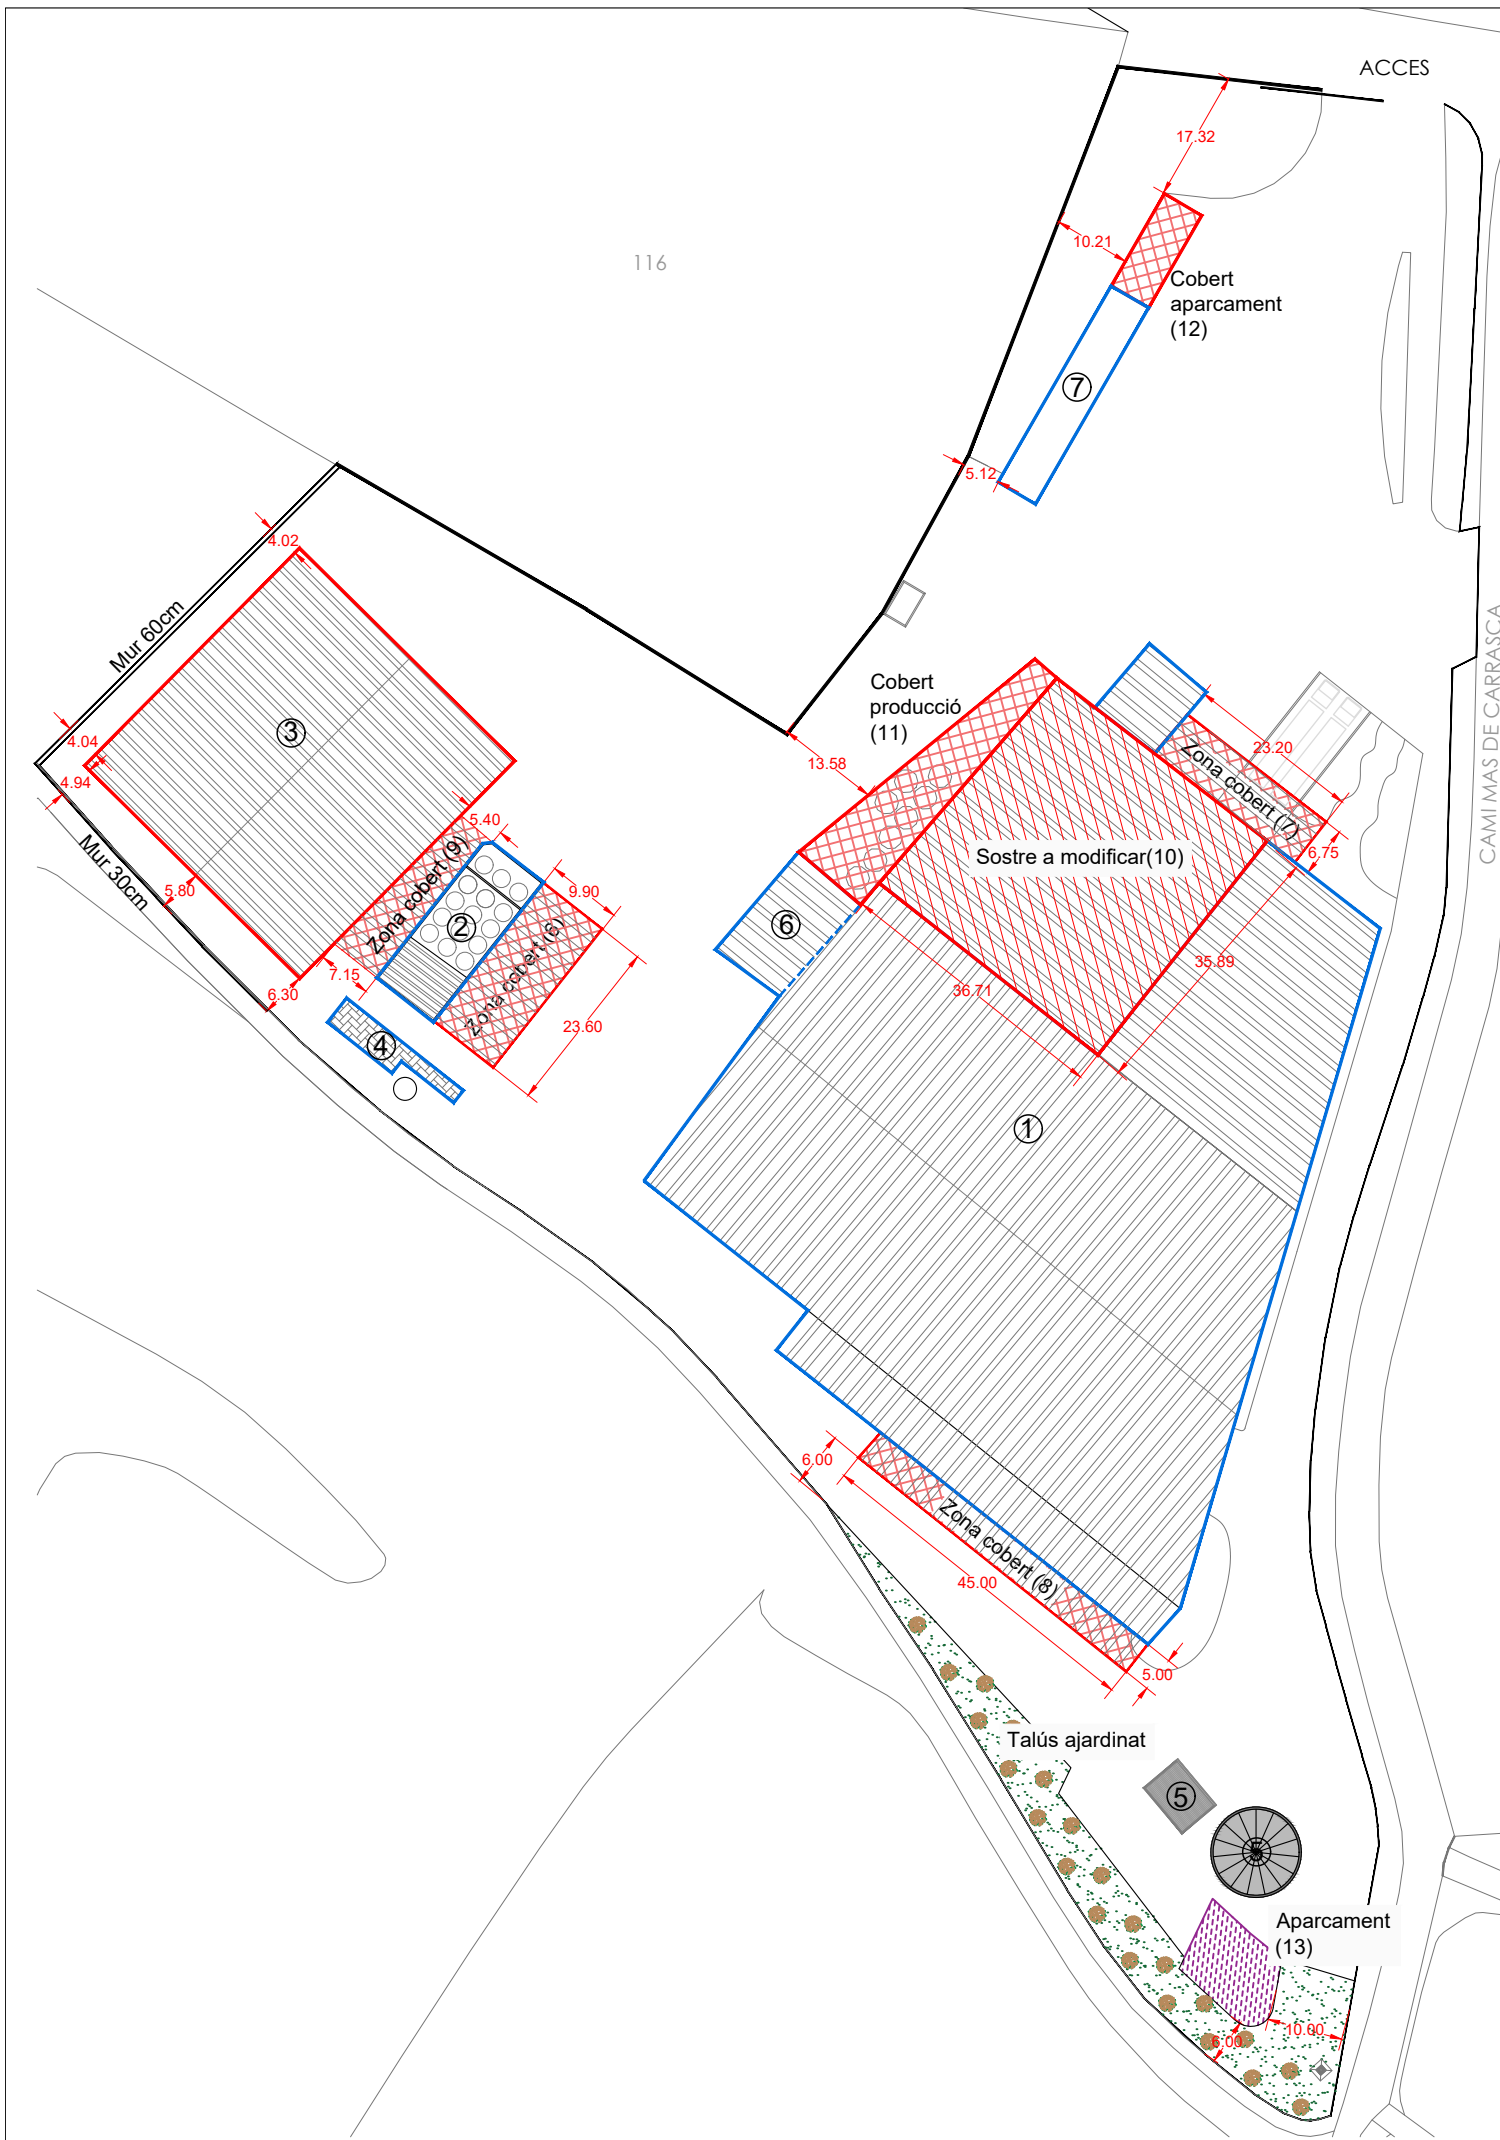 ACCES
17.32
116
10.21
Cobert
aparcament
(12)
7
5.12
4.02
Mur 60cm
CAMI MAS DE CARRASCA
Cobert
producció
(11)
3
4.04
4.94
13.58
23.20
Zona cobert (7)
6.75
Sostre a modificar(10)
5.40
Mur 30cm
5.80
Zona cobert (9)
9.90
2
6
Zona cobert (6)
35.89
7.15
6.30
36.71
23.60
4
1
6.00
Zona cobert (8)
45.00
5.00
Talús ajardinat
5
Aparcament
(13)
10.00
6.00